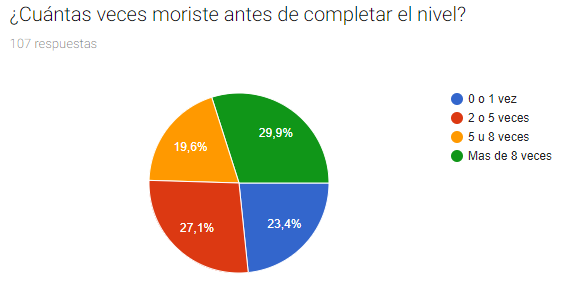 ¿Cuántas veces moriste antes de completar el nivel?
107 respuestas
0 o 1 vez
2 o 5 veces
5 u 8 veces
Mas de 8 veces
29,9%
19,6%
27,1%
23,4%